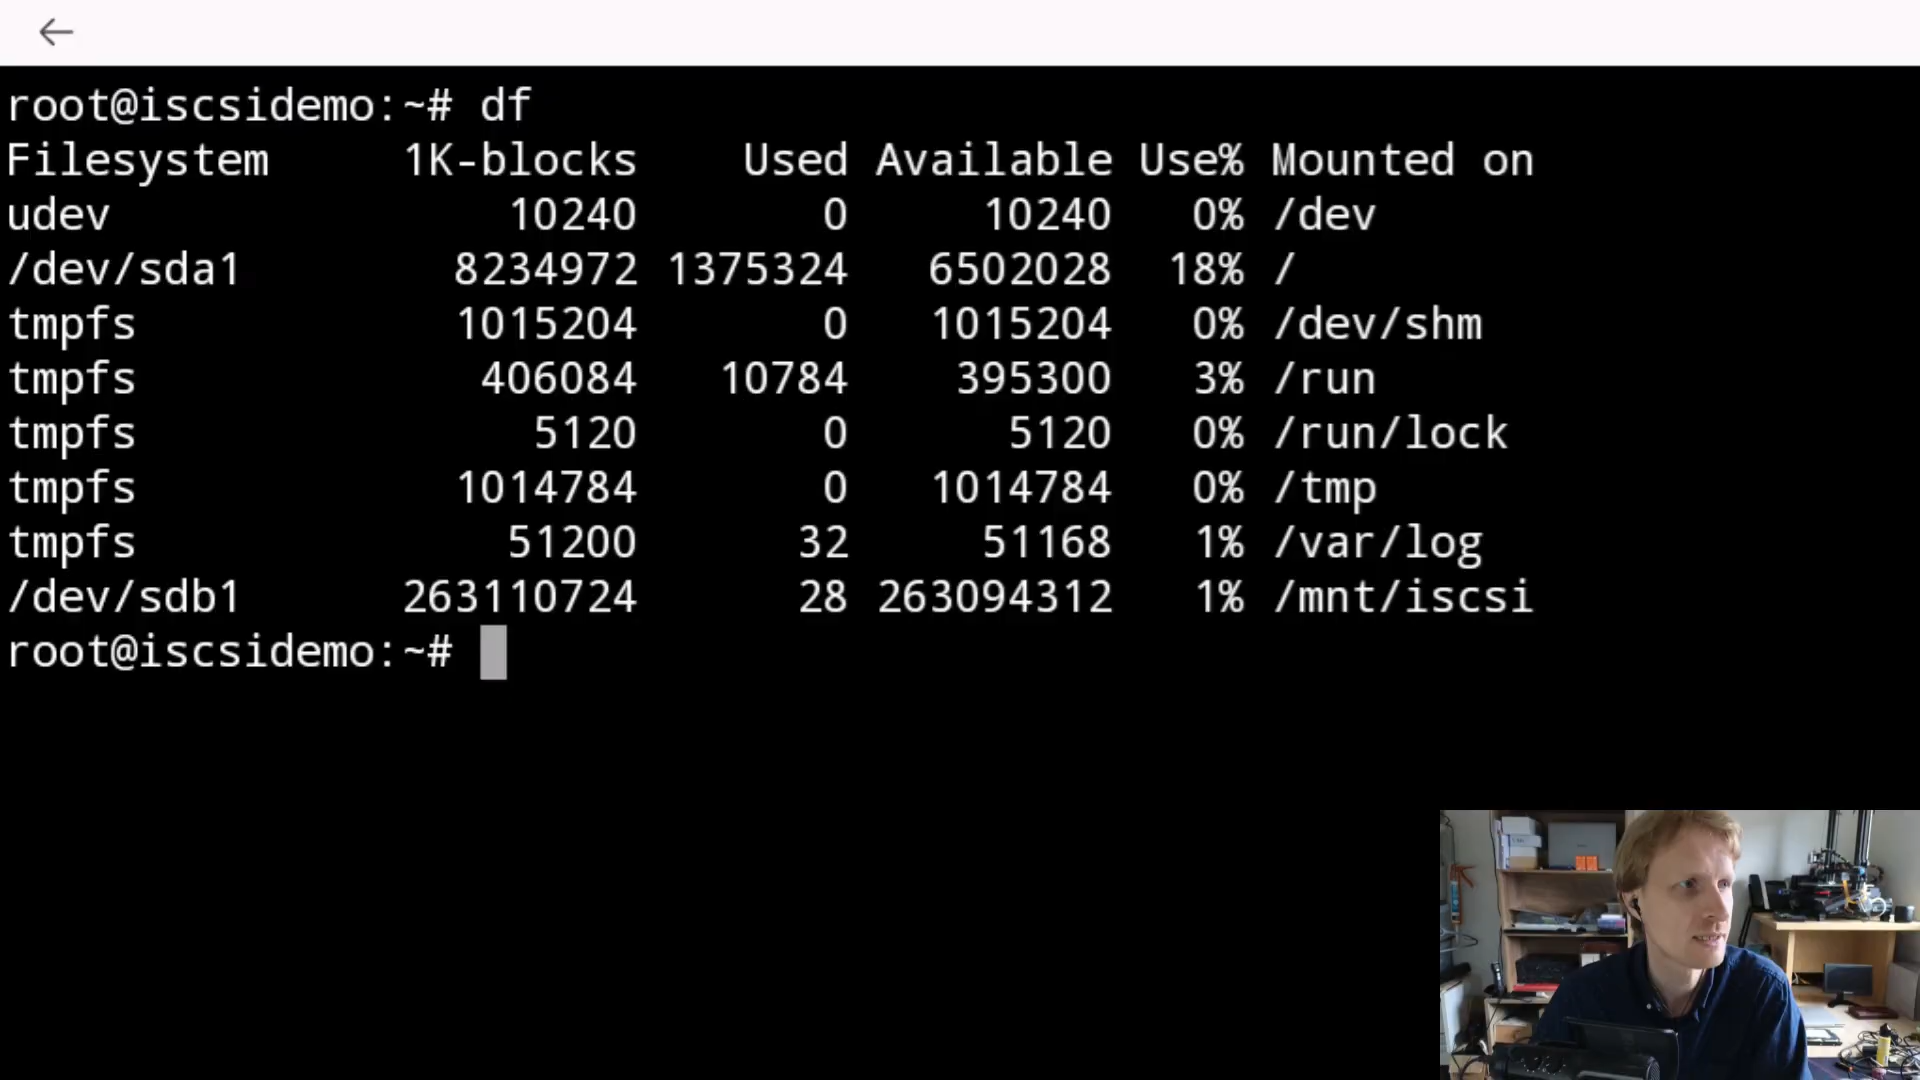 root@iscsidemo:~# df
Filesystem 1K-blocks Used Available Use% Mounted on
udev 10240 0 10240 0% /dev
/dev/sda1 8234972 1375324 6502028 18% /
tmpfs 1015204 0 1015204 0% /dev/shm
tmpfs 406084 10784 395300 3% /run
tmpfs 5120 0 5120 0% /run/lock
tmpfs 1014784 0 1014784 0% /tmp
tmpfs 51200 32 51168 1% /var/log
/dev/sdb1 263110724 28 263094312 1% /mnt/iscsi
root@iscsidemo:~#